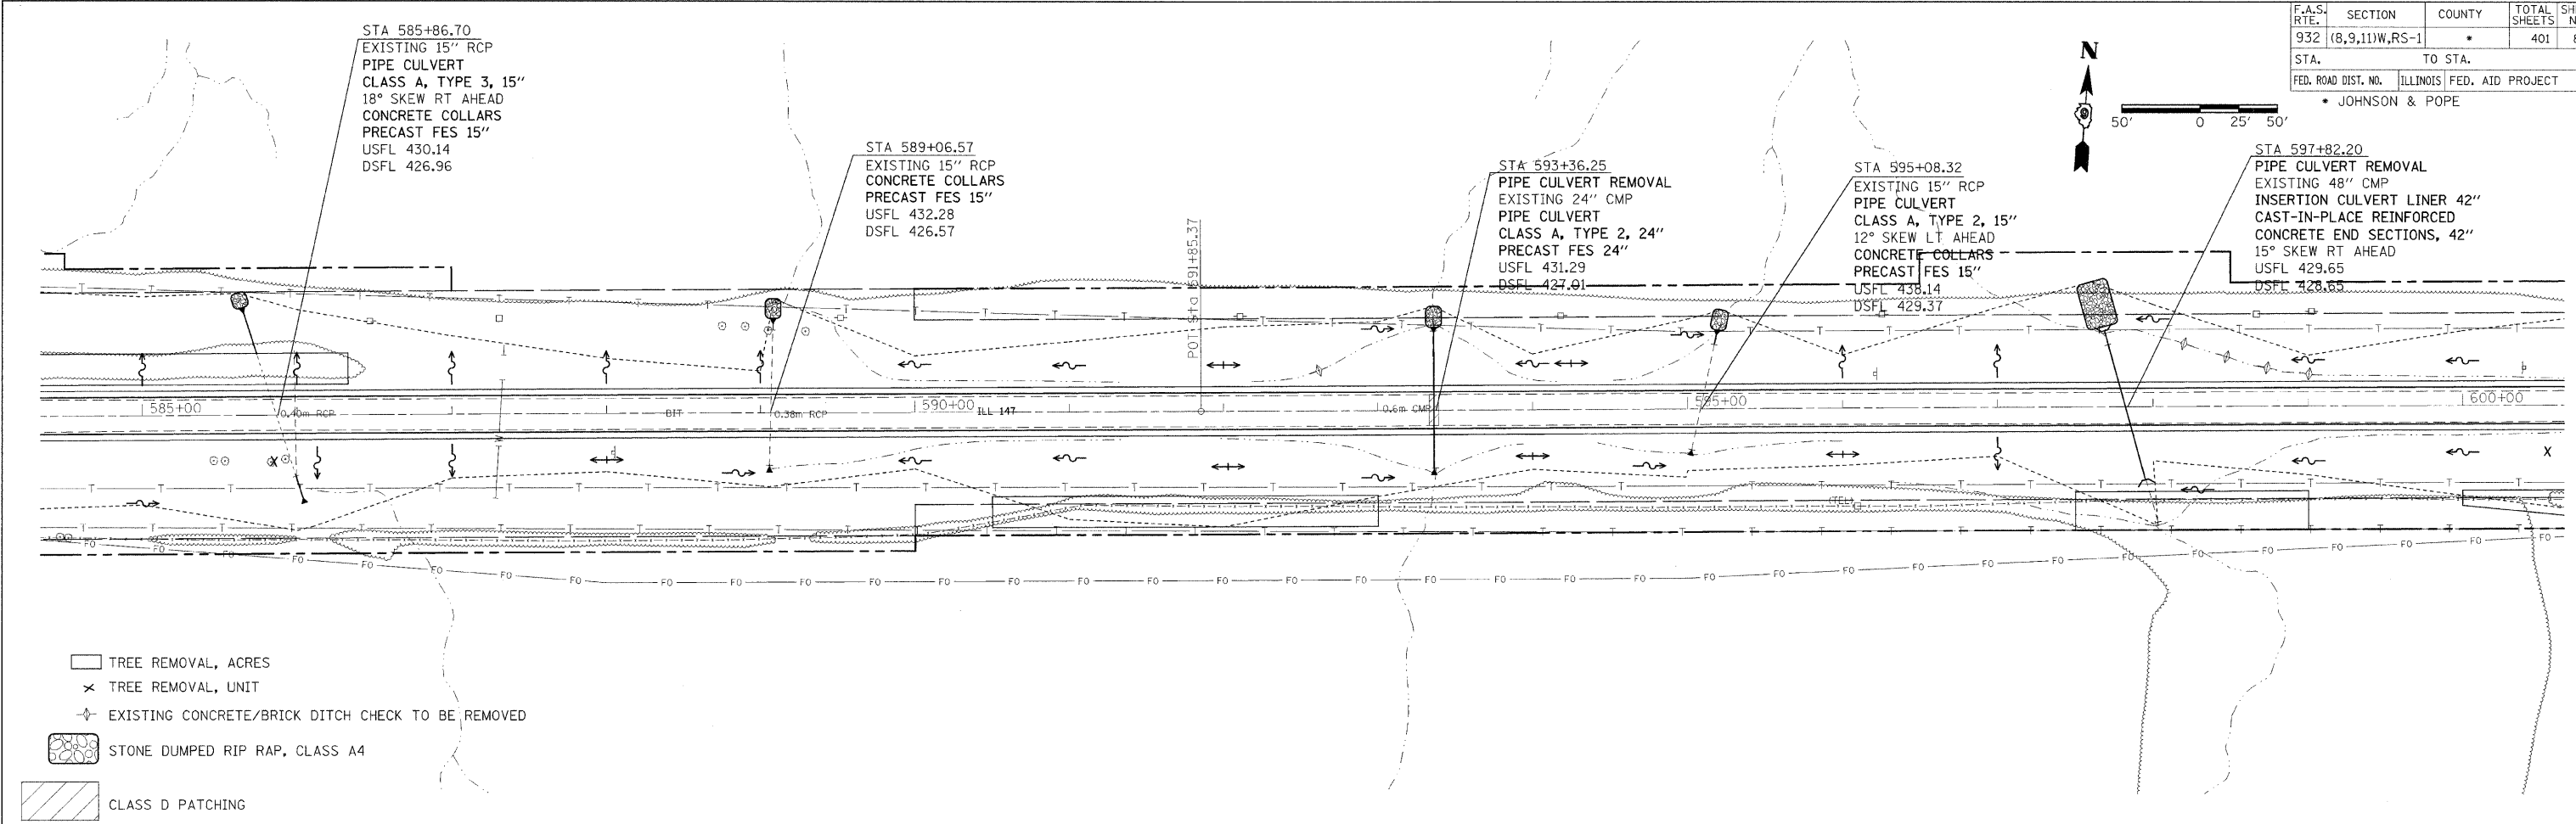 F.A.S. RTE. SECTION COUNTY TOTAL SHEETS
932 (8,9,11)W,RS-1 * 401
STA. TO STA.
FED. ROAD DIST. NO. ILLINOIS FED. AID PROJECT
* JOHNSON & POPE
N
50' 0 25' 50'
STA 585+86.70
EXISTING 15" RCP
PIPE CULVERT
CLASS A, TYPE 3, 15"
18° SKEW RT AHEAD
CONCRETE COLLARS
PRECAST FES 15"
USFL 430.14
DSFL 426.96
STA 589+06.57
EXISTING 15" RCP
CONCRETE COLLARS
PRECAST FES 15"
USFL 432.28
DSFL 426.57
POT Sta 591+85.37
STA 593+36.25
PIPE CULVERT REMOVAL
EXISTING 24" CMP
PIPE CULVERT
CLASS A, TYPE 2, 24"
PRECAST FES 24"
USFL 431.29
DSFL 427.01
STA 595+08.32
EXISTING 15" RCP
PIPE CULVERT
CLASS A, TYPE 2, 15"
12° SKEW LT AHEAD
CONCRETE COLLARS
PRECAST FES 15"
USFL 438.14
DSFL 429.37
STA 597+82.20
PIPE CULVERT REMOVAL
EXISTING 48" CMP
INSERTION CULVERT LINER 42"
CAST-IN-PLACE REINFORCED
CONCRETE END SECTIONS, 42"
15° SKEW RT AHEAD
USFL 429.65
DSFL 428.65
585+00 590+00 595+00 600+00
0.40m RCP BIT 0.38m RCP ILL 147 0.6m CMP
(TEL)
TREE REMOVAL, ACRES
TREE REMOVAL, UNIT
EXISTING CONCRETE/BRICK DITCH CHECK TO BE REMOVED
STONE DUMPED RIP RAP, CLASS A4
CLASS D PATCHING